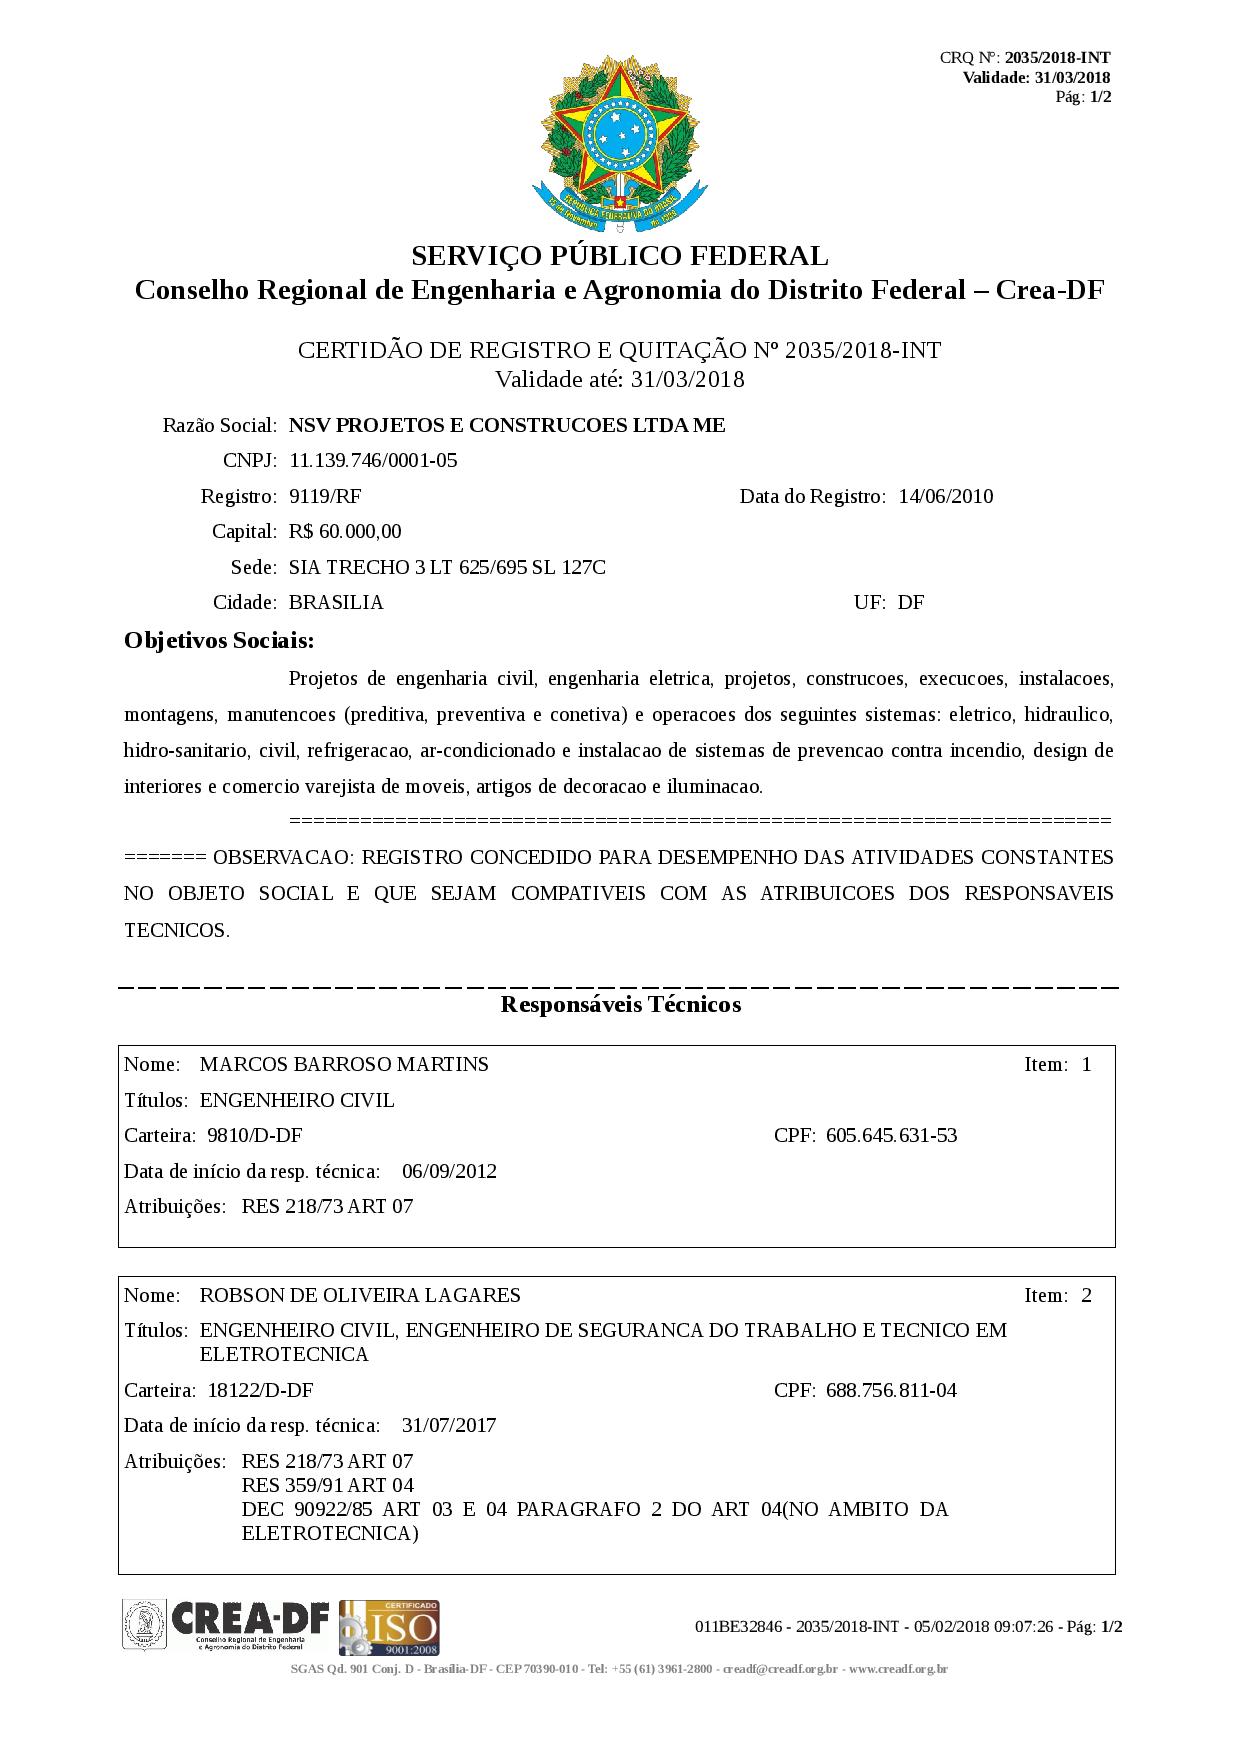 CRQ Nº: 2035/2018-INT
Validade: 31/03/2018
Pág: 1/2
SERVIÇO PÚBLICO FEDERAL
Conselho Regional de Engenharia e Agronomia do Distrito Federal – Crea-DF
CERTIDÃO DE REGISTRO E QUITAÇÃO Nº 2035/2018-INT
Validade até: 31/03/2018
Razão Social: NSV PROJETOS E CONSTRUCOES LTDA ME
CNPJ: 11.139.746/0001-05
Registro: 9119/RF Data do Registro: 14/06/2010
Capital: R$ 60.000,00
Sede: SIA TRECHO 3 LT 625/695 SL 127C
Cidade: BRASILIA UF: DF
Objetivos Sociais:
Projetos de engenharia civil, engenharia eletrica, projetos, construcoes, execucoes, instalacoes,
montagens, manutencoes (preditiva, preventiva e conetiva) e operacoes dos seguintes sistemas: eletrico, hidraulico,
hidro-sanitario, civil, refrigeracao, ar-condicionado e instalacao de sistemas de prevencao contra incendio, design de
interiores e comercio varejista de moveis, artigos de decoracao e iluminacao.
======================================================================
======= OBSERVACAO: REGISTRO CONCEDIDO PARA DESEMPENHO DAS ATIVIDADES CONSTANTES
NO OBJETO SOCIAL E QUE SEJAM COMPATIVEIS COM AS ATRIBUICOES DOS RESPONSAVEIS
TECNICOS.
Responsáveis Técnicos
Nome: MARCOS BARROSO MARTINS Item: 1
Títulos: ENGENHEIRO CIVIL
Carteira: 9810/D-DF CPF: 605.645.631-53
Data de início da resp. técnica: 06/09/2012
Atribuições: RES 218/73 ART 07
Nome: ROBSON DE OLIVEIRA LAGARES Item: 2
Títulos: ENGENHEIRO CIVIL, ENGENHEIRO DE SEGURANCA DO TRABALHO E TECNICO EM
ELETROTECNICA
Carteira: 18122/D-DF CPF: 688.756.811-04
Data de início da resp. técnica: 31/07/2017
Atribuições: RES 218/73 ART 07
RES 359/91 ART 04
DEC 90922/85 ART 03 E 04 PARAGRAFO 2 DO ART 04(NO AMBITO DA
ELETROTECNICA)
CREA-DF
Conselho Regional de Engenharia
e Agronomia do Distrito Federal
CERTIFICADO
ISO
9001:2008
011BE32846 - 2035/2018-INT - 05/02/2018 09:07:26 - Pág: 1/2
SGAS Qd. 901 Conj. D - Brasília-DF - CEP 70390-010 - Tel: +55 (61) 3961-2800 - creadf@creadf.org.br - www.creadf.org.br